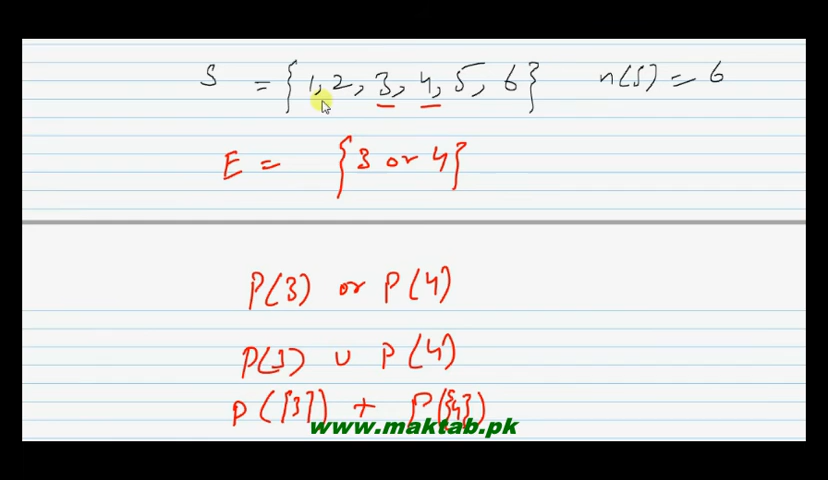 S = {1, 2, 3, 4, 5, 6} n(S) = 6
E = {3 or 4}
P(3) or P(4)
P(3) ∪ P(4)
P({3}) + P({4})
www.maktab.pk